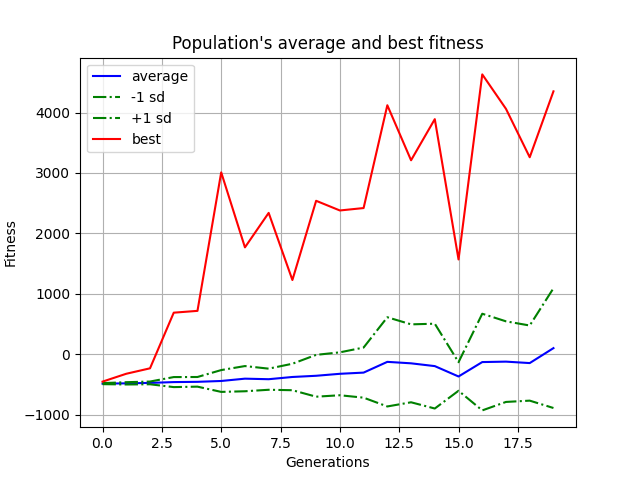 Population's average and best fitness
average
-1 sd
+1 sd
best
4000
3000
2000
1000
0
−1000
Fitness
0.0 2.5 5.0 7.5 10.0 12.5 15.0 17.5
Generations